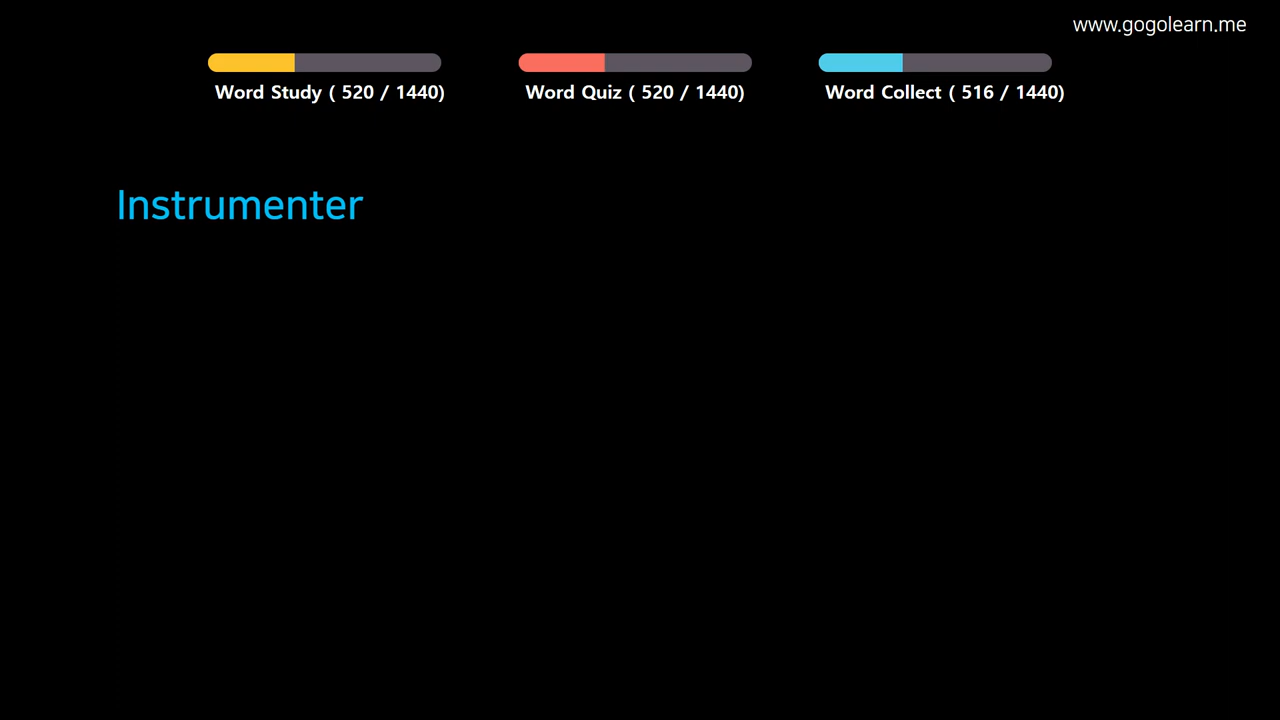 www.gogolearn.me
Word Study ( 520 / 1440)
Word Quiz ( 520 / 1440)
Word Collect ( 516 / 1440)
Instrumenter